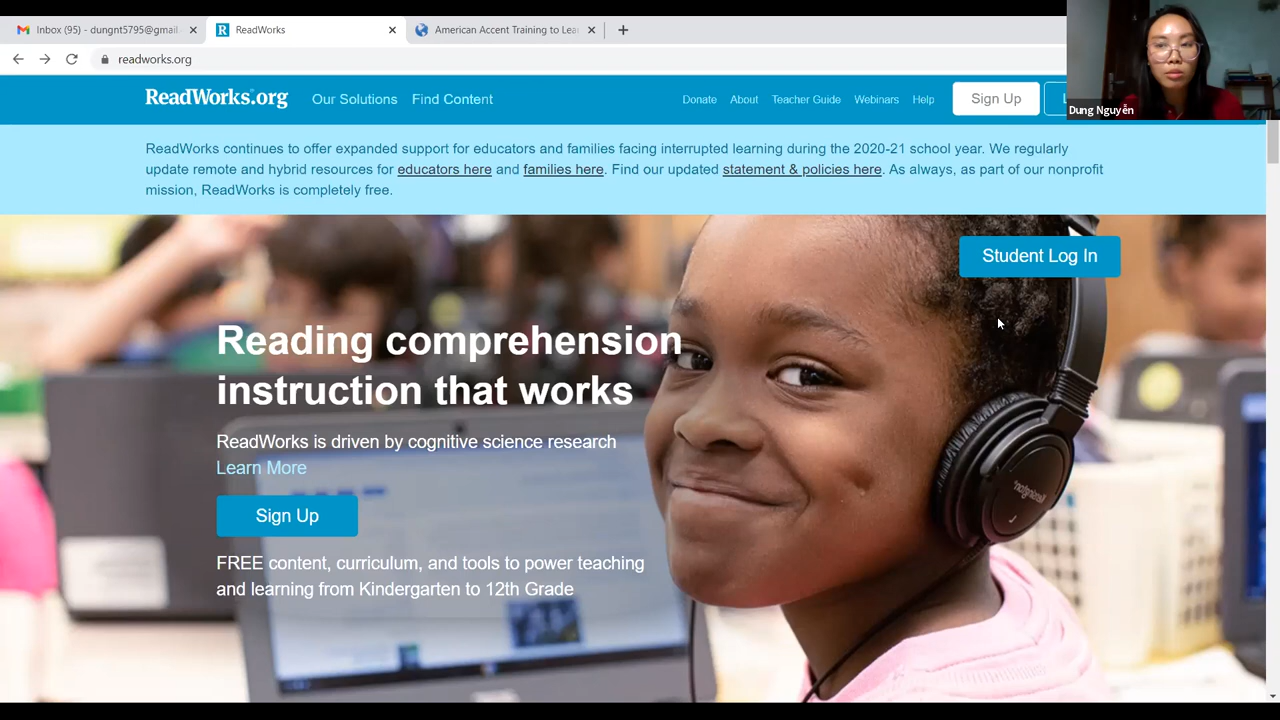 Inbox (95) - dungnt5795@gmail
ReadWorks
American Accent Training to Lea
readworks.org
ReadWorks.org
Our Solutions
Find Content
Donate
About
Teacher Guide
Webinars
Help
Sign Up
Dung Nguyễn
ReadWorks continues to offer expanded support for educators and families facing interrupted learning during the 2020-21 school year. We regularly
update remote and hybrid resources for educators here and families here. Find our updated statement & policies here. As always, as part of our nonprofit
mission, ReadWorks is completely free.
Student Log In
Reading comprehension
instruction that works
ReadWorks is driven by cognitive science research
Learn More
Sign Up
FREE content, curriculum, and tools to power teaching
and learning from Kindergarten to 12th Grade